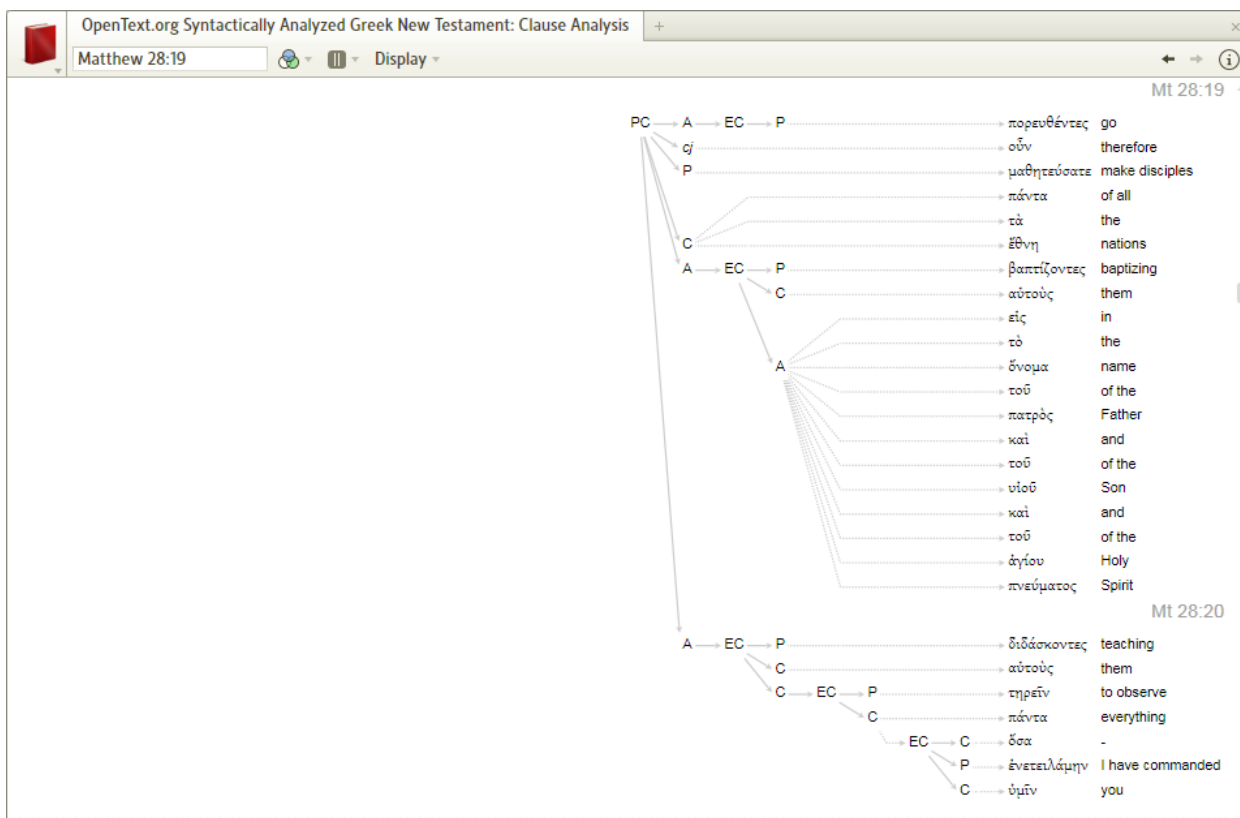 OpenText.org Syntactically Analyzed Greek New Testament: Clause Analysis +
Matthew 28:19 Display
Mt 28:19
PC A EC P πορευθέντες go
cj οὖν therefore
P μαθητεύσατε make disciples
πάντα of all
τὰ the
C ἔθνη nations
A EC P βαπτίζοντες baptizing
C αὐτοὺς them
εἰς in
τὸ the
A ὄνομα name
τοῦ of the
πατρὸς Father
καὶ and
τοῦ of the
υἱοῦ Son
καὶ and
τοῦ of the
ἁγίου Holy
πνεύματος Spirit
Mt 28:20
A EC P διδάσκοντες teaching
C αὐτοὺς them
C EC P τηρεῖν to observe
C πάντα everything
EC C ὅσα -
P ἐνετειλάμην I have commanded
C ὑμῖν you